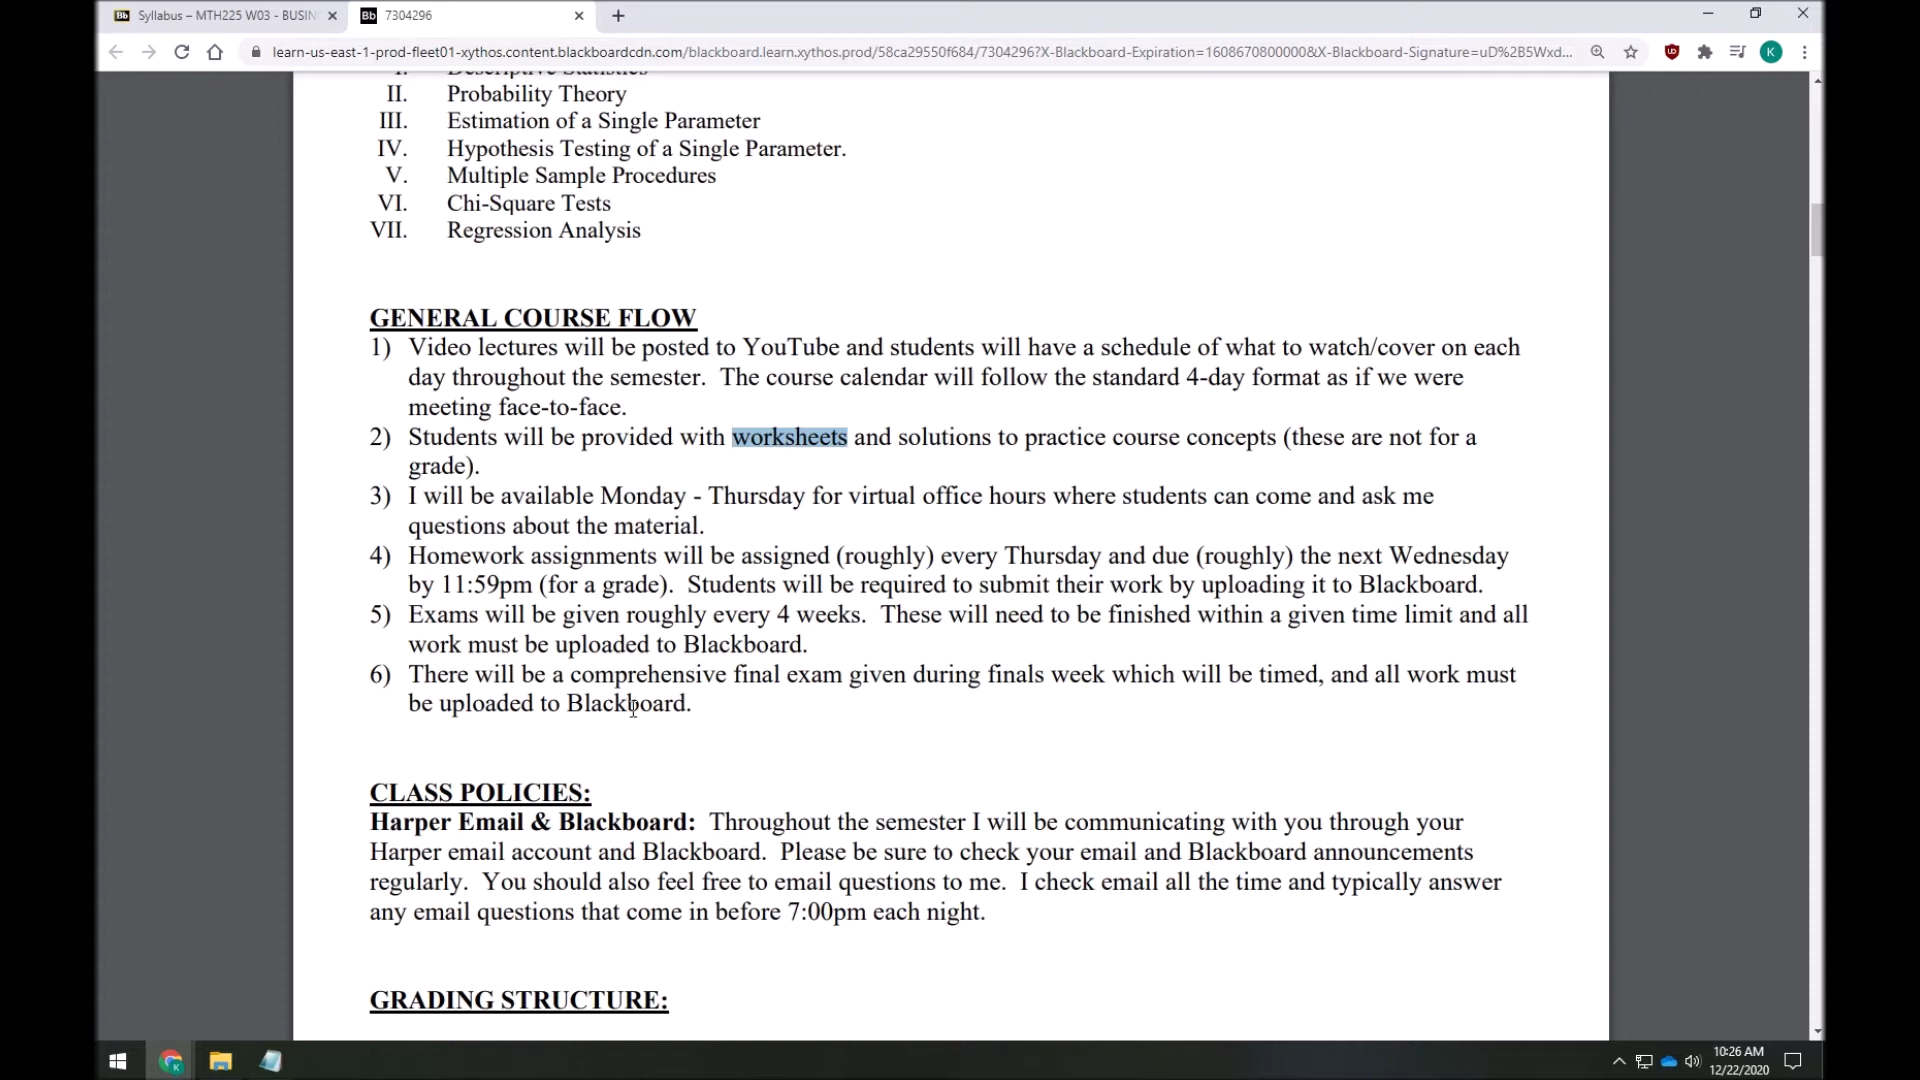 Syllabus – MTH225 W03 - BUSIN
7304296
learn-us-east-1-prod-fleet01-xythos.content.blackboardcdn.com/blackboard.learn.xythos.prod/58ca29550f684/7304296?X-Blackboard-Expiration=1608670800000&X-Blackboard-Signature=uD%2B5Wxd...
I. Descriptive Statistics
II. Probability Theory
III. Estimation of a Single Parameter
IV. Hypothesis Testing of a Single Parameter.
V. Multiple Sample Procedures
VI. Chi-Square Tests
VII. Regression Analysis
GENERAL COURSE FLOW
1) Video lectures will be posted to YouTube and students will have a schedule of what to watch/cover on each
day throughout the semester. The course calendar will follow the standard 4-day format as if we were
meeting face-to-face.
2) Students will be provided with worksheets and solutions to practice course concepts (these are not for a
grade).
3) I will be available Monday - Thursday for virtual office hours where students can come and ask me
questions about the material.
4) Homework assignments will be assigned (roughly) every Thursday and due (roughly) the next Wednesday
by 11:59pm (for a grade). Students will be required to submit their work by uploading it to Blackboard.
5) Exams will be given roughly every 4 weeks. These will need to be finished within a given time limit and all
work must be uploaded to Blackboard.
6) There will be a comprehensive final exam given during finals week which will be timed, and all work must
be uploaded to Blackboard.
CLASS POLICIES:
Harper Email & Blackboard: Throughout the semester I will be communicating with you through your
Harper email account and Blackboard. Please be sure to check your email and Blackboard announcements
regularly. You should also feel free to email questions to me. I check email all the time and typically answer
any email questions that come in before 7:00pm each night.
GRADING STRUCTURE:
10:26 AM
12/22/2020